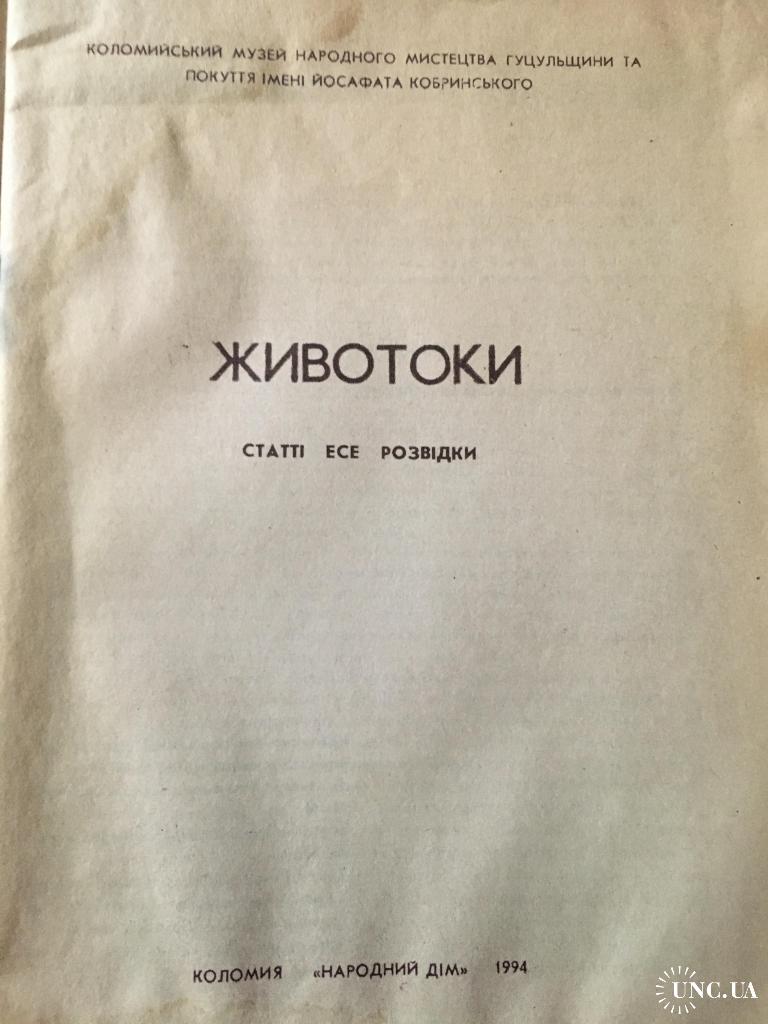 КОЛОМИЙСЬКИЙ МУЗЕЙ НАРОДНОГО МИСТЕЦТВА ГУЦУЛЬЩИНИ ТА
ПОКУТТЯ ІМЕНІ ЙОСАФАТА КОБРИНСЬКОГО
ЖИВОТОКИ
СТАТТІ ЕСЕ РОЗВІДКИ
КОЛОМИЯ «НАРОДНИЙ ДІМ» 1994
UNC.UA